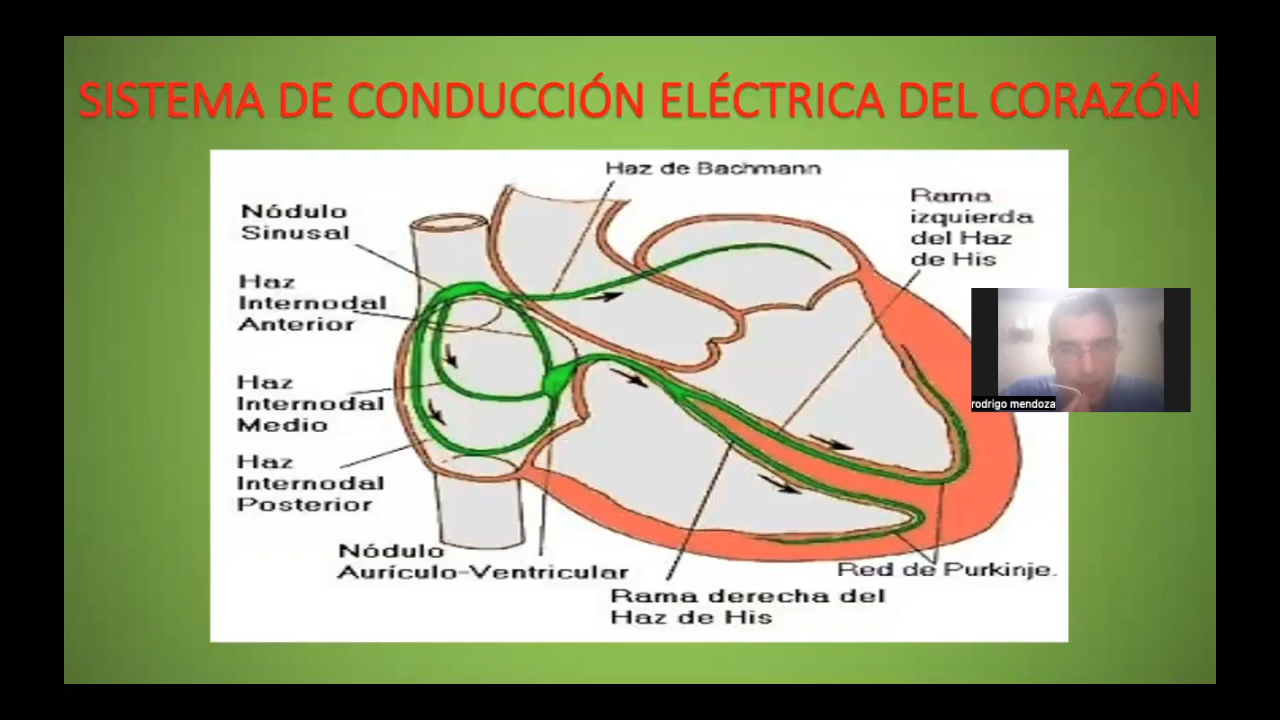 SISTEMA DE CONDUCCIÓN ELÉCTRICA DEL CORAZÓN
Haz de Bachmann
Nódulo
Sinusal
Rama
izquierda
del Haz
de His
Haz
Internodal
Anterior
Haz
Internodal
Medio
Haz
Internodal
Posterior
Nódulo
Aurículo-Ventricular
Rama derecha del
Haz de His
Red de Purkinje.
rodrigo mendoza